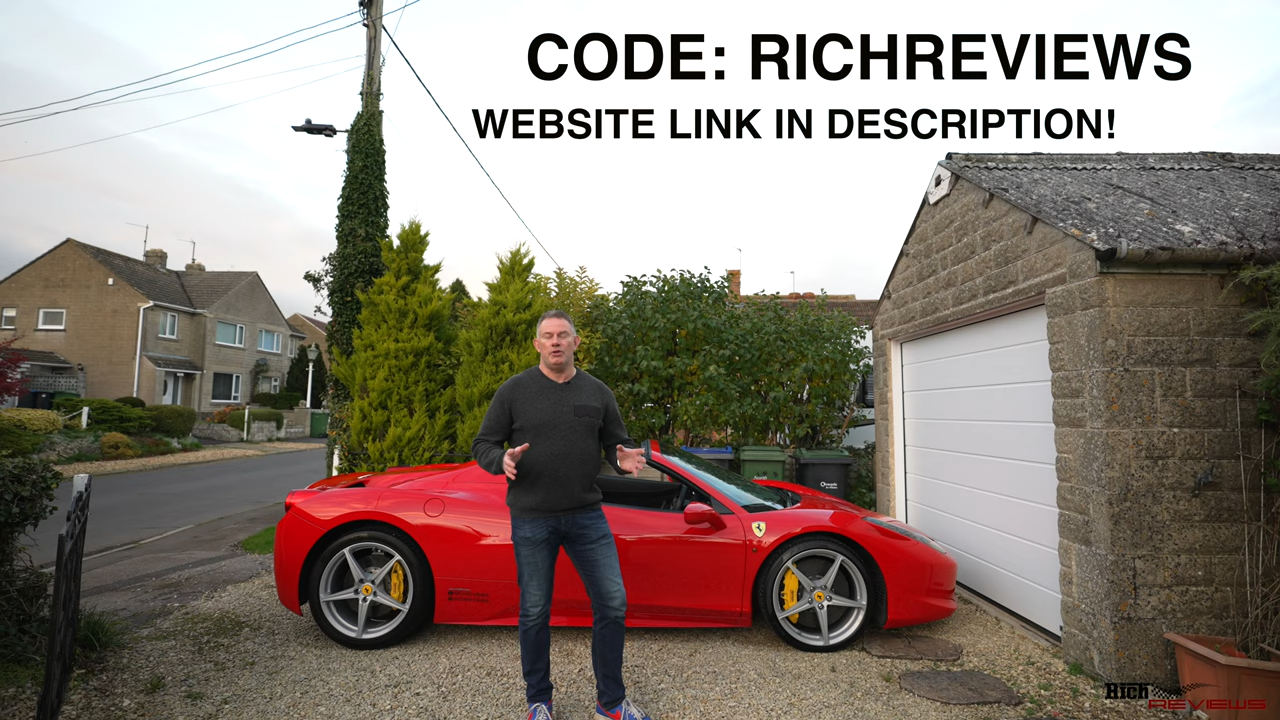 CODE: RICHREVIEWS
WEBSITE LINK IN DESCRIPTION!
Rich
REVIEWS